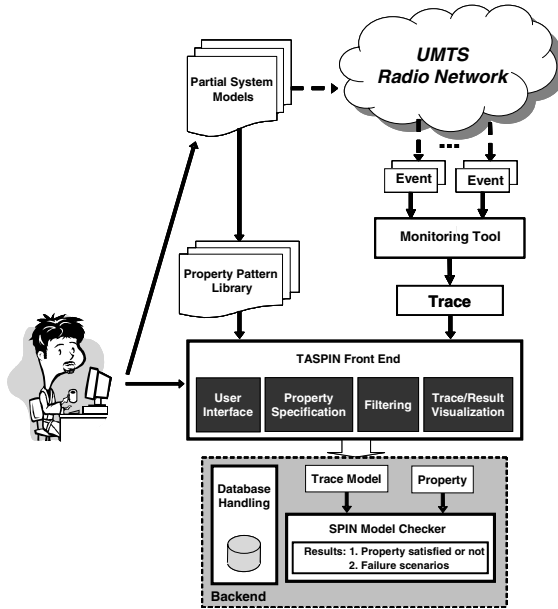 UMTS
Radio Network
Partial System
Models
Event
Event
Monitoring Tool
Property Pattern
Library
Trace
TASPIN Front End
User
Interface
Property
Specification
Filtering
Trace/Result
Visualization
Database
Handling
Trace Model
Property
SPIN Model Checker
Results: 1. Property satisfied or not
2. Failure scenarios
Backend